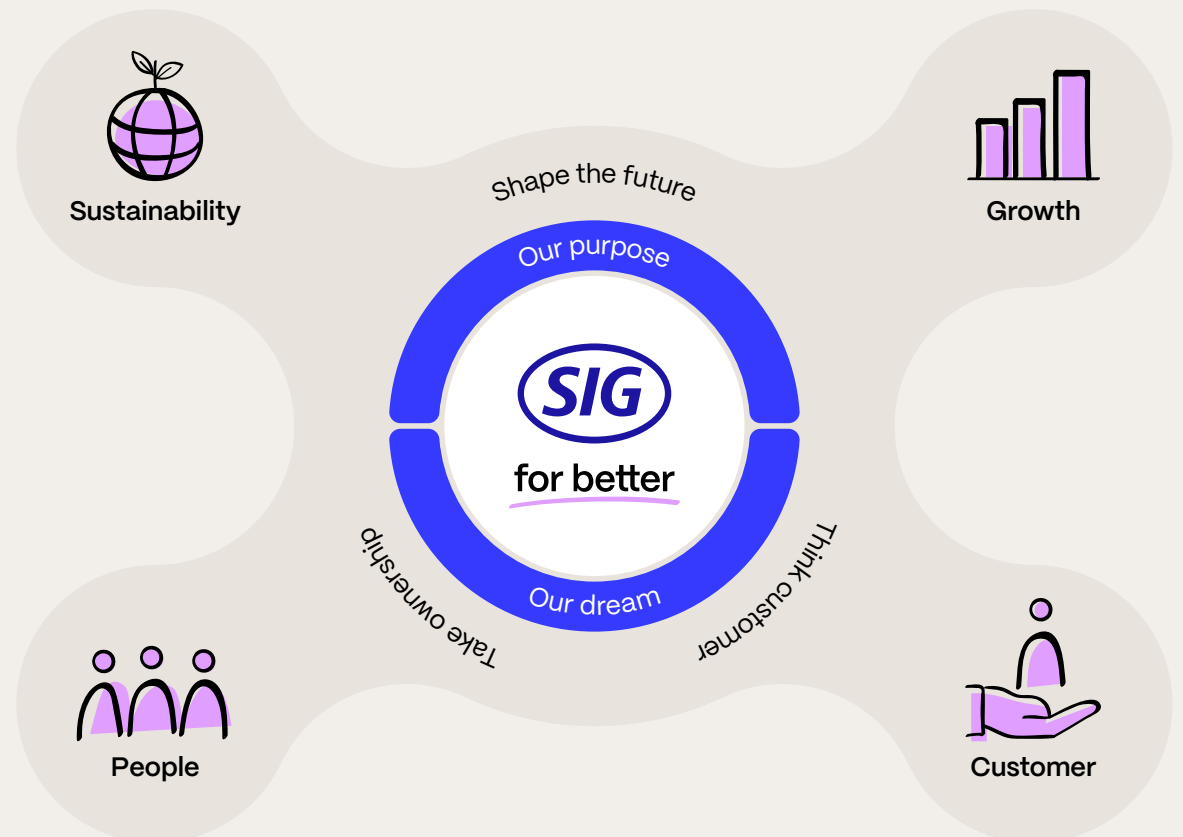 Sustainability
Growth
Shape the future
Our purpose
SIG
for better
Our dream
Take ownership
Think customer
People
Customer